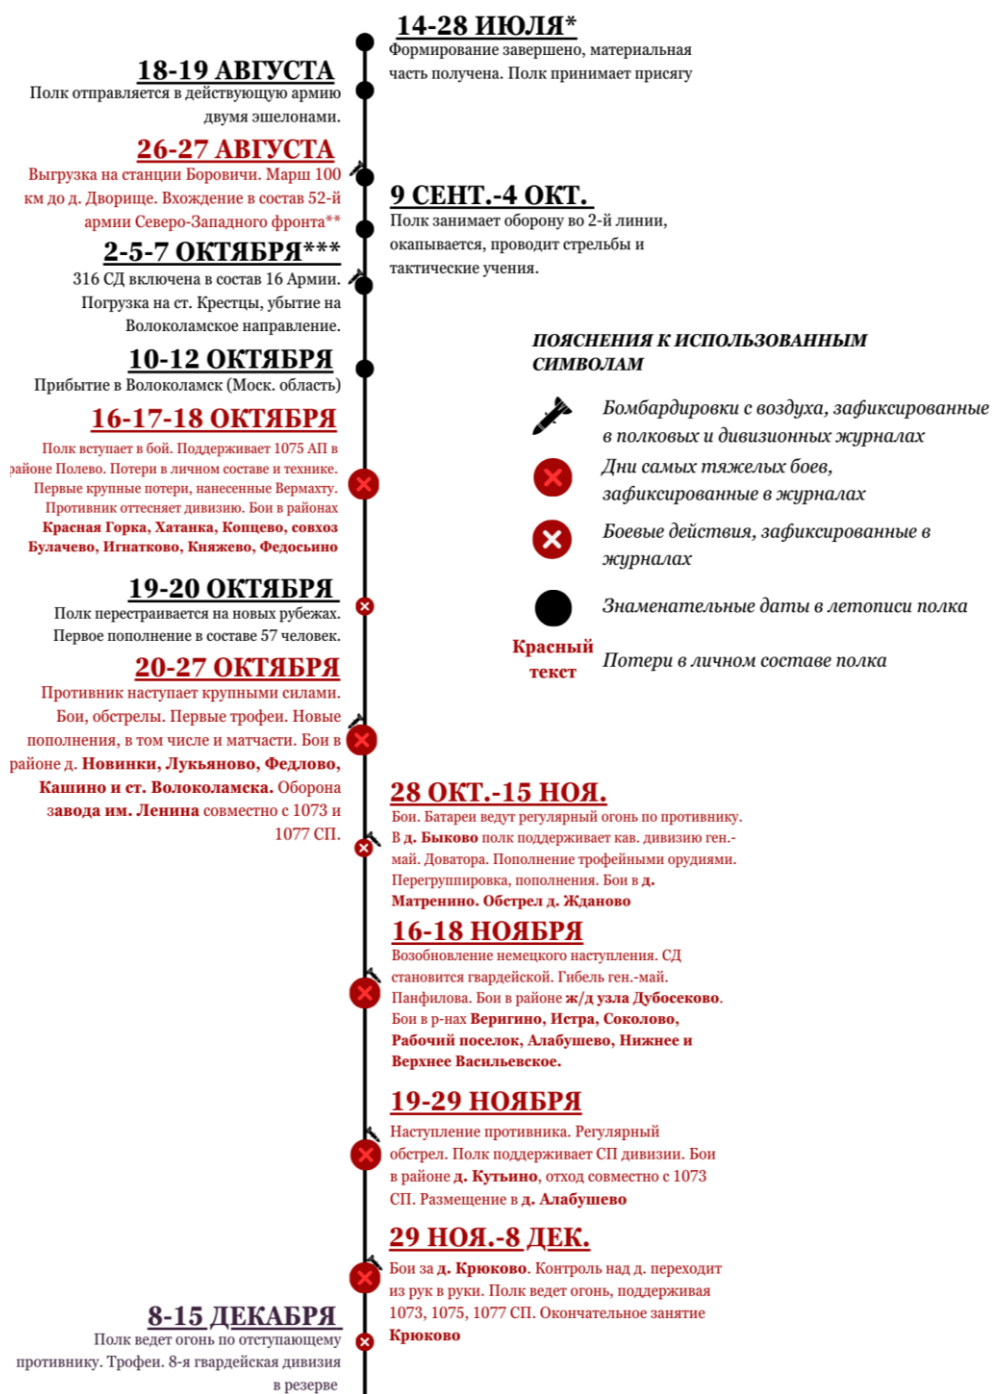 14-28 ИЮЛЯ*
Формирование завершено, материальная
часть получена. Полк принимает присягу
18-19 АВГУСТА
Полк отправляется в действующую армию
двумя эшелонами.
26-27 АВГУСТА
Выгрузка на станции Боровичи. Марш 100
км до д. Дворище. Вхождение в состав 52-й
армии Северо-Западного фронта**
9 СЕНТ.-4 ОКТ.
Полк занимает оборону во 2-й линии,
окапывается, проводит стрельбы и
тактические учения.
2-5-7 ОКТЯБРЯ***
316 СД включена в состав 16 Армии.
Погрузка на ст. Крестцы, убытие на
Волоколамское направление.
10-12 ОКТЯБРЯ
Прибытие в Волоколамск (Моск. область)
ПОЯСНЕНИЯ К ИСПОЛЬЗОВАННЫМ
СИМВОЛАМ
Бомбардировки с воздуха, зафиксированные
в полковых и дивизионных журналах
Дни самых тяжелых боев,
зафиксированные в журналах
Боевые действия, зафиксированные в
журналах
Знаменательные даты в летописи полка
Красный
текст
Потери в личном составе полка
16-17-18 ОКТЯБРЯ
Полк вступает в бой. Поддерживает 1075 АП в
районе Полево. Потери в личном составе и технике.
Первые крупные потери, нанесенные Вермахту.
Противник оттесняет дивизию. Бои в районах
Красная Горка, Хатанка, Копцево, совхоз
Булачево, Игнатково, Княжево, Федосьино
19-20 ОКТЯБРЯ
Полк перестраивается на новых рубежах.
Первое пополнение в составе 57 человек.
20-27 ОКТЯБРЯ
Противник наступает крупными силами.
Бои, обстрелы. Первые трофеи. Новые
пополнения, в том числе и матчасти. Бои в
районе д. Новинки, Лукьяново, Федлово,
Кашино и ст. Волоколамска. Оборона
завода им. Ленина совместно с 1073 и
1077 СП.
28 ОКТ.-15 НОЯ.
Бои. Батареи ведут регулярный огонь по противнику.
В д. Быково полк поддерживает кав. дивизию ген.-
май. Доватора. Пополнение трофейными орудиями.
Перегруппировка, пополнения. Бои в д.
Матренино. Обстрел д. Жданово
16-18 НОЯБРЯ
Возобновление немецкого наступления. СД
становится гвардейской. Гибель ген.-май.
Панфилова. Бои в районе ж/д узла Дубосеково.
Бои в р-нах Веригино, Истра, Соколово,
Рабочий поселок, Алабушево, Нижнее и
Верхнее Васильевское.
19-29 НОЯБРЯ
Наступление противника. Регулярный
обстрел. Полк поддерживает СП дивизии. Бои
в районе д. Кутьино, отход совместно с 1073
СП. Размещение в д. Алабушево
29 НОЯ.-8 ДЕК.
Бои за д. Крюково. Контроль над д. переходит
из рук в руки. Полк ведет огонь, поддерживая
1073, 1075, 1077 СП. Окончательное занятие
Крюково
8-15 ДЕКАБРЯ
Полк ведет огонь по отступающему
противнику. Трофеи. 8-я гвардейская дивизия
в резерве